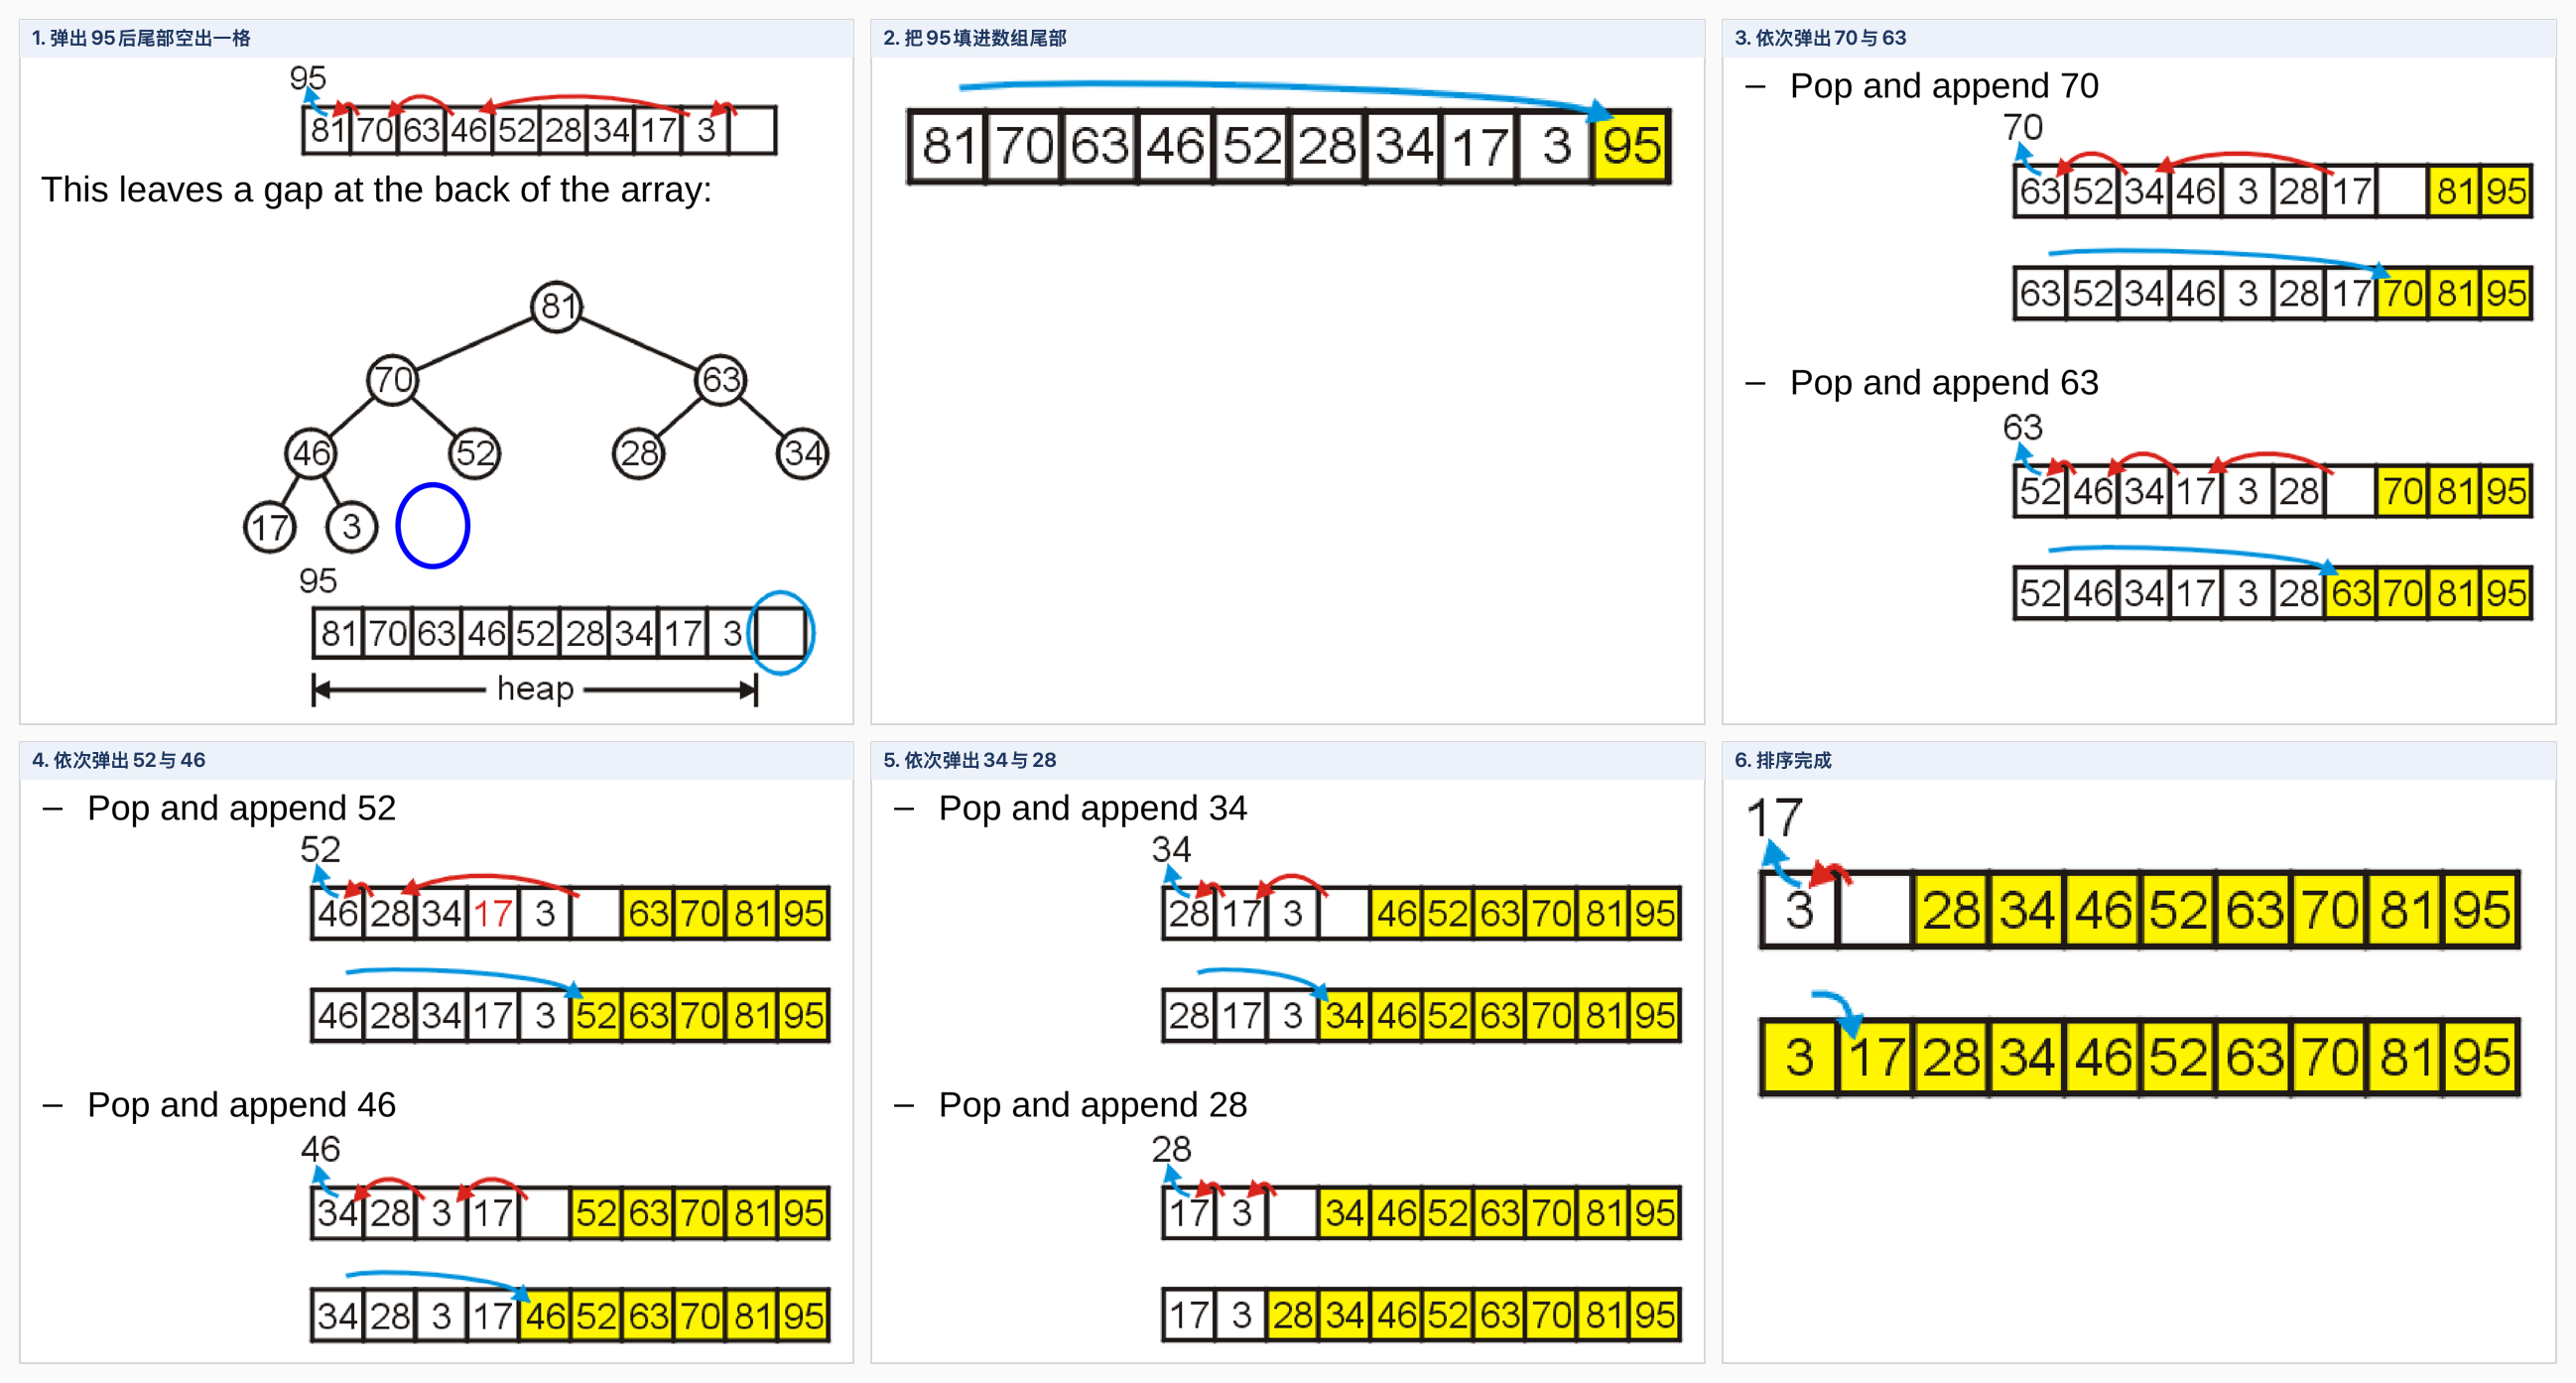 1. 弹出 95 后尾部空出一格
95
81 70 63 46 52 28 34 17 3
This leaves a gap at the back of the array:
81
70 63
46 52 28 34
17 3
95
81 70 63 46 52 28 34 17 3
heap
2. 把 95 填进数组尾部
81 70 63 46 52 28 34 17 3 95
3. 依次弹出 70 与 63
– Pop and append 70
70
63 52 34 46 3 28 17 81 95
63 52 34 46 3 28 17 70 81 95
– Pop and append 63
63
52 46 34 17 3 28 70 81 95
52 46 34 17 3 28 63 70 81 95
4. 依次弹出 52 与 46
– Pop and append 52
52
46 28 34 17 3 63 70 81 95
46 28 34 17 3 52 63 70 81 95
– Pop and append 46
46
34 28 3 17 52 63 70 81 95
34 28 3 17 46 52 63 70 81 95
5. 依次弹出 34 与 28
– Pop and append 34
34
28 17 3 46 52 63 70 81 95
28 17 3 34 46 52 63 70 81 95
– Pop and append 28
28
17 3 34 46 52 63 70 81 95
17 3 28 34 46 52 63 70 81 95
6. 排序完成
17
3 28 34 46 52 63 70 81 95
3 17 28 34 46 52 63 70 81 95